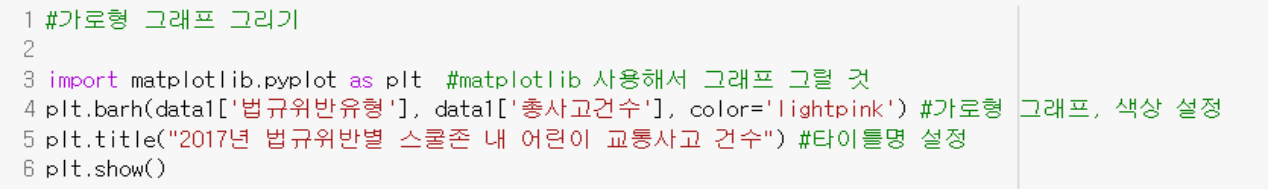 1 #가로형 그래프 그리기
2
3 import matplotlib.pyplot as plt #matplotlib 사용해서 그래프 그릴 것
4 plt.barh(data1['법규위반유형'], data1['총사고건수'], color='lightpink') #가로형 그래프, 색상 설정
5 plt.title("2017년 법규위반별 스쿨존 내 어린이 교통사고 건수") #타이틀명 설정
6 plt.show()